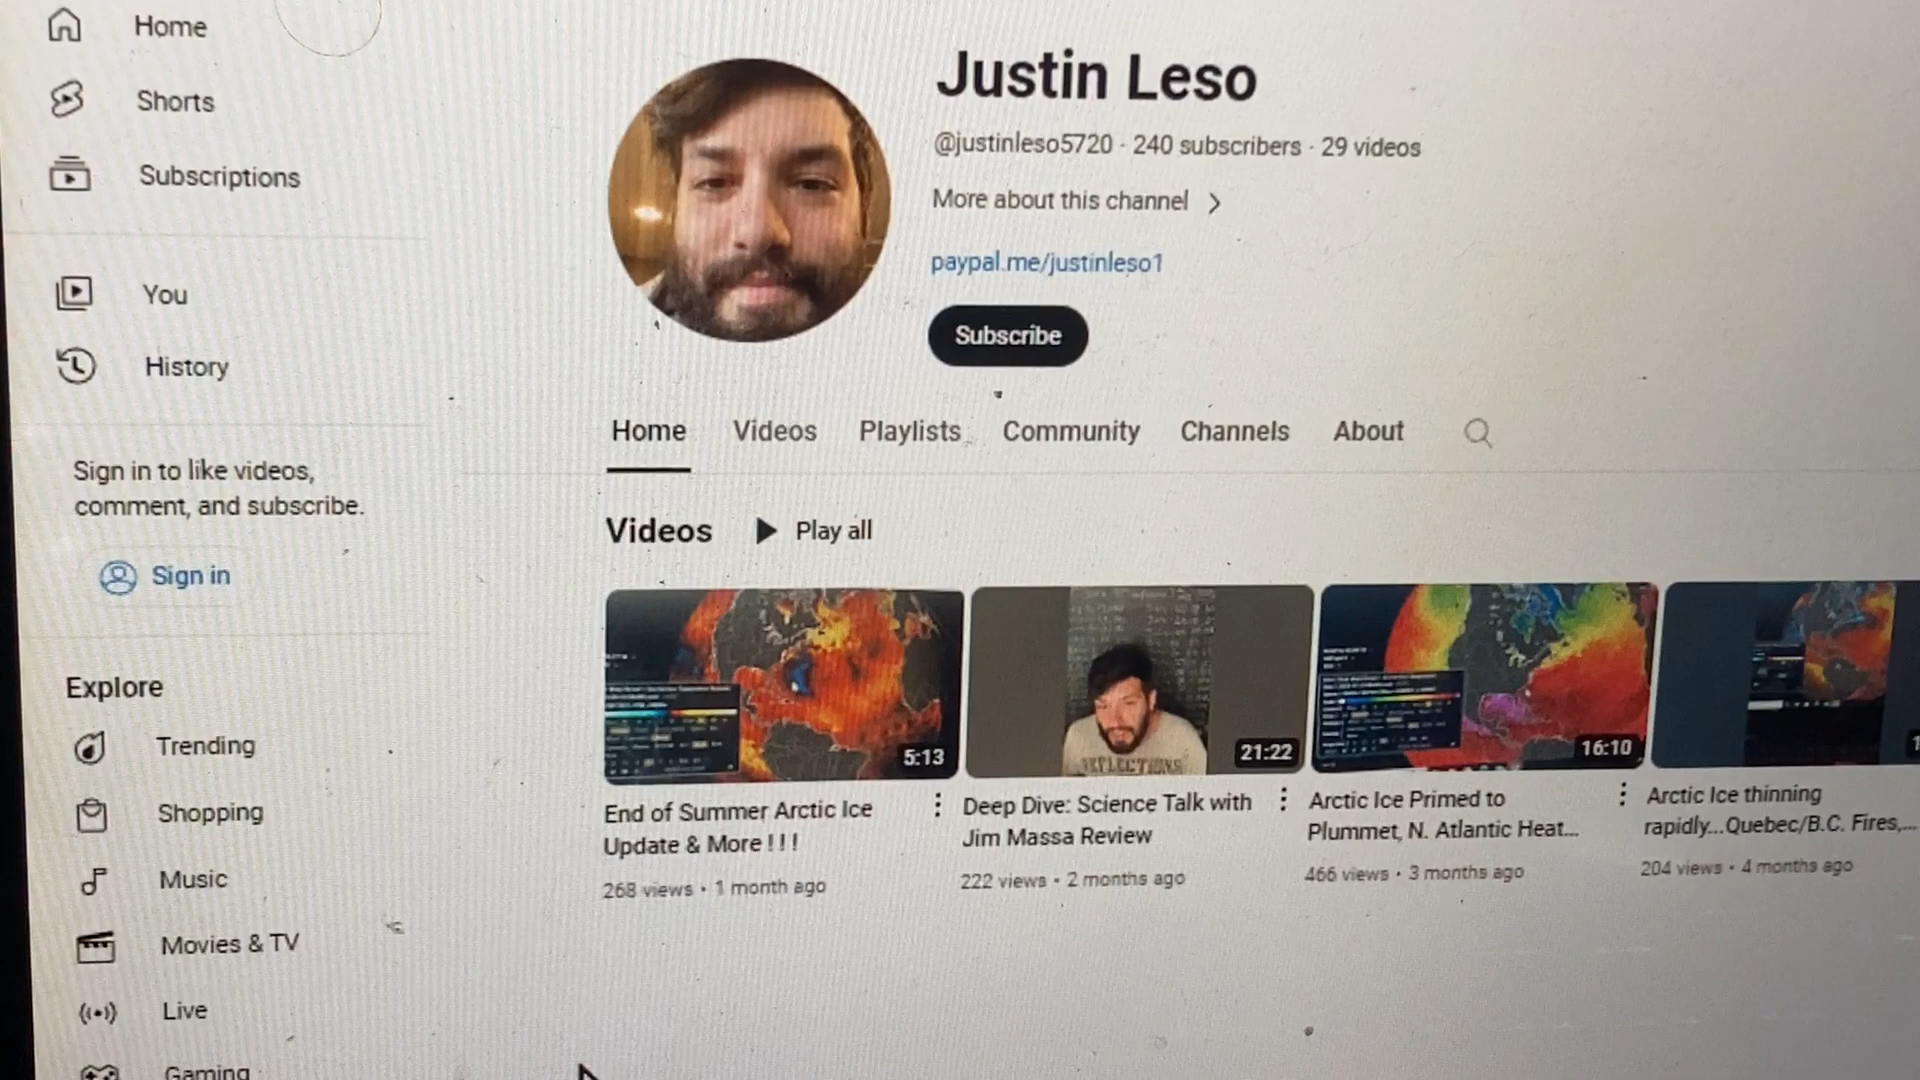 Home
Shorts
Subscriptions
You
History
Sign in to like videos,
comment, and subscribe.
Sign in
Explore
Trending
Shopping
Music
Movies & TV
Live
Gaming
Justin Leso
@justinleso5720 · 240 subscribers · 29 videos
More about this channel >
paypal.me/justinleso1
Subscribe
Home Videos Playlists Community Channels About
Videos Play all
5:13
End of Summer Arctic Ice
Update & More ! ! !
268 views • 1 month ago
REFLECTIONS
21:22
Deep Dive: Science Talk with
Jim Massa Review
222 views • 2 months ago
16:10
Arctic Ice Primed to
Plummet, N. Atlantic Heat...
466 views • 3 months ago
Arctic Ice thinning
rapidly...Quebec/B.C. Fires,...
204 views • 4 months ago